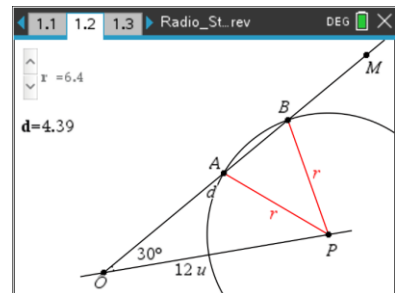 1.1 1.2 1.3 Radio_St...rev DEG
r =6.4
d=4.39
M
B
A
r
d
r
30°
P
12 u
O